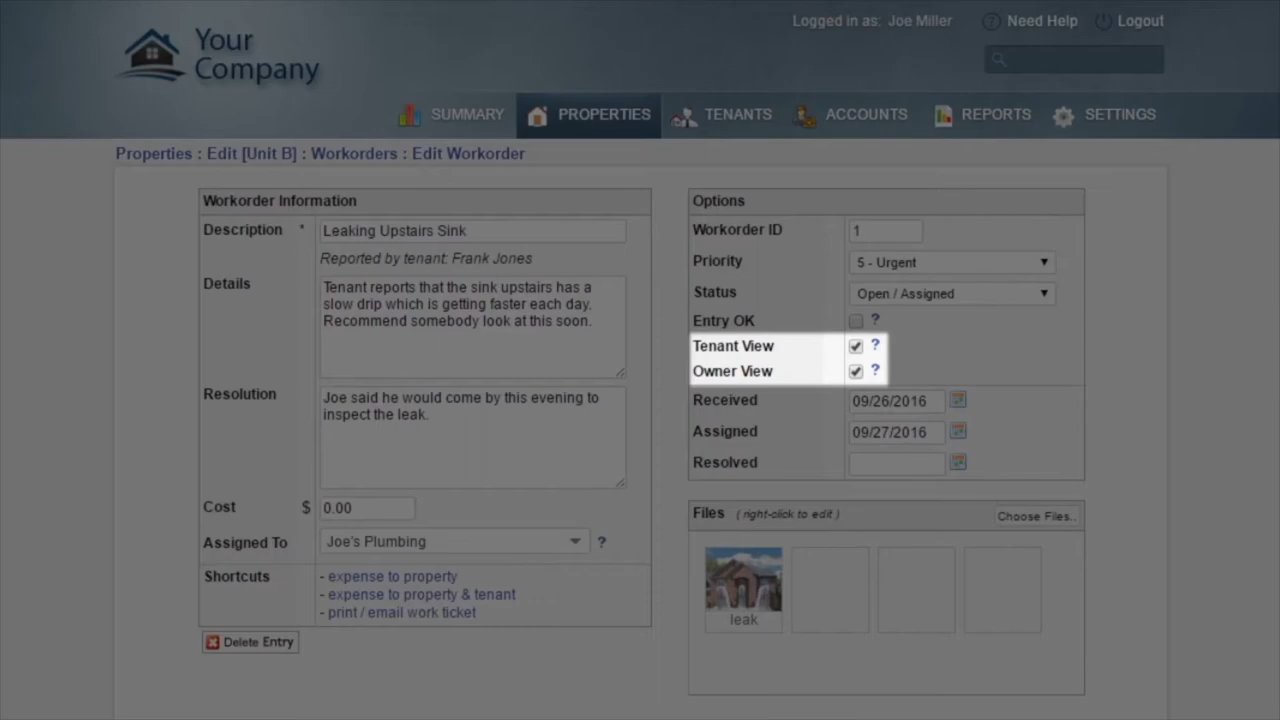 Logged in as: Joe Miller
Need Help
Logout
Your
Company
SUMMARY
PROPERTIES
TENANTS
ACCOUNTS
REPORTS
SETTINGS
Properties : Edit [Unit B] : Workorders : Edit Workorder
Workorder Information
Description *
Leaking Upstairs Sink
Reported by tenant: Frank Jones
Details
Tenant reports that the sink upstairs has a
slow drip which is getting faster each day.
Recommend somebody look at this soon.
Resolution
Joe said he would come by this evening to
inspect the leak.
Cost $ 0.00
Assigned To Joe's Plumbing ?
Shortcuts
- expense to property
- expense to property & tenant
- print / email work ticket
Delete Entry
Options
Workorder ID 1
Priority 5 - Urgent
Status Open / Assigned
Entry OK ?
Tenant View ?
Owner View ?
Received 09/26/2016
Assigned 09/27/2016
Resolved
Files ( right-click to edit ) Choose Files..
leak